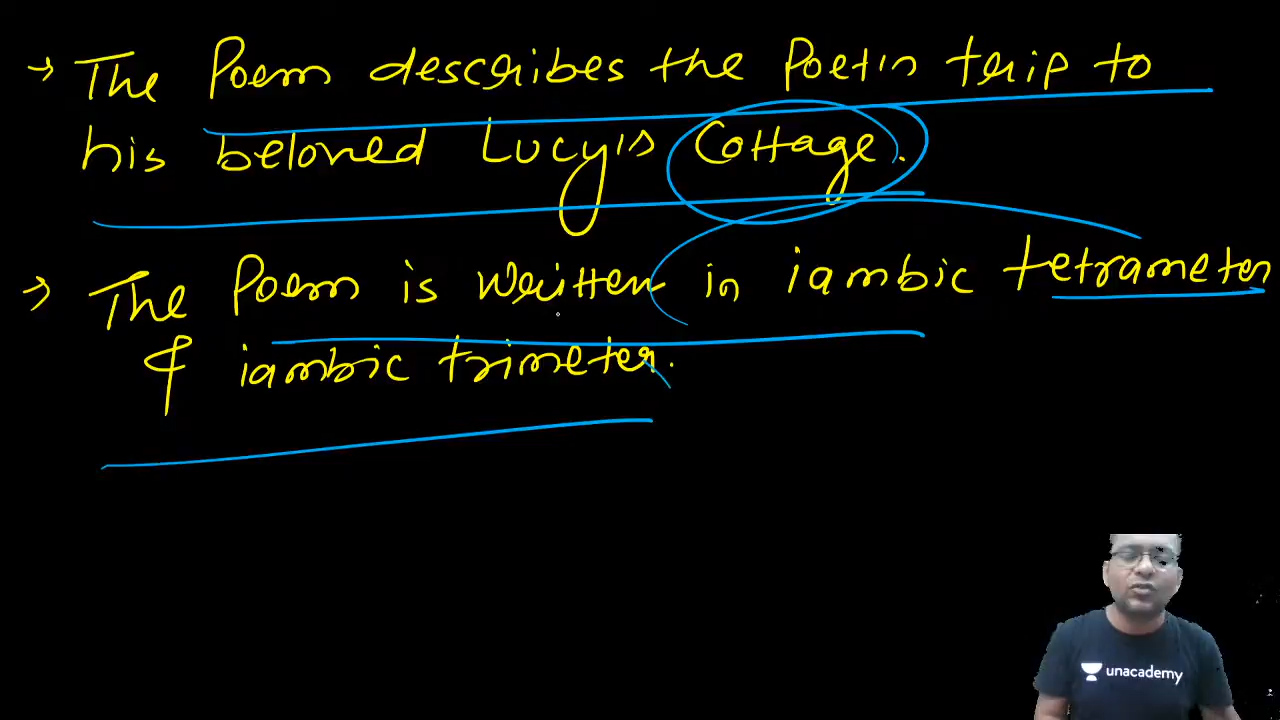 → The Poem describes the Poet's trip to
his beloved Lucy's Cottage.
→ The Poem is written in iambic tetrameter
& iambic trimeter.
unacademy